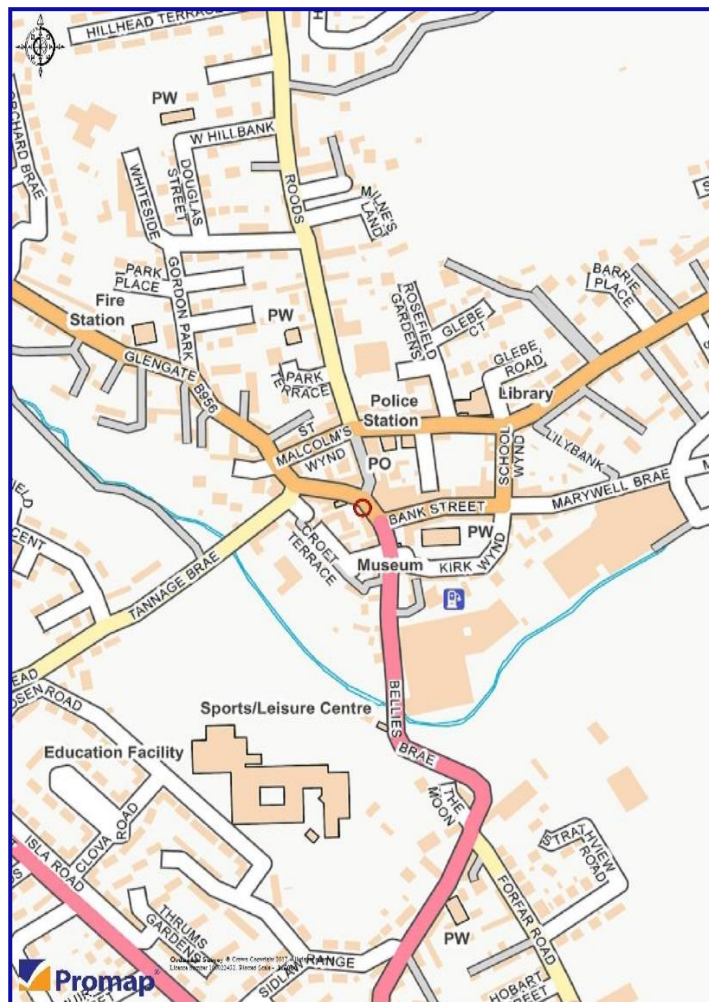 HILLHEAD TERRACE
PW
W HILLBANK
ORCHARD BRAE
DOUGLAS
STREET
WHITESIDE
ROODS
MILNE'S
LAND
GORDON PARK
PARK
PLACE
Fire
Station
PW
ROSEFIELD
GARDENS
GLEBE
CT
BARRIE
PLACE
GLENGATE
B956
PARK
TERRACE
GLEBE
ROAD
Library
Police
Station
ST
MALCOLM'S
WYND
PO
SCHOOL
WYND
LILYBANK
BANK STREET
MARYWELL BRAE
PW
CROFT
TERRACE
Museum
KIRK
WYND
TANNAGE BRAE
BELLIES
BRAE
Sports/Leisure Centre
Education Facility
THE
MOON
CLOVA
ROAD
ISLA ROAD
STRATHVIEW
ROAD
FORFAR ROAD
THRUMS
GARDENS
PW
SIDLAW
RANGE
HOBART
STREET
Promap